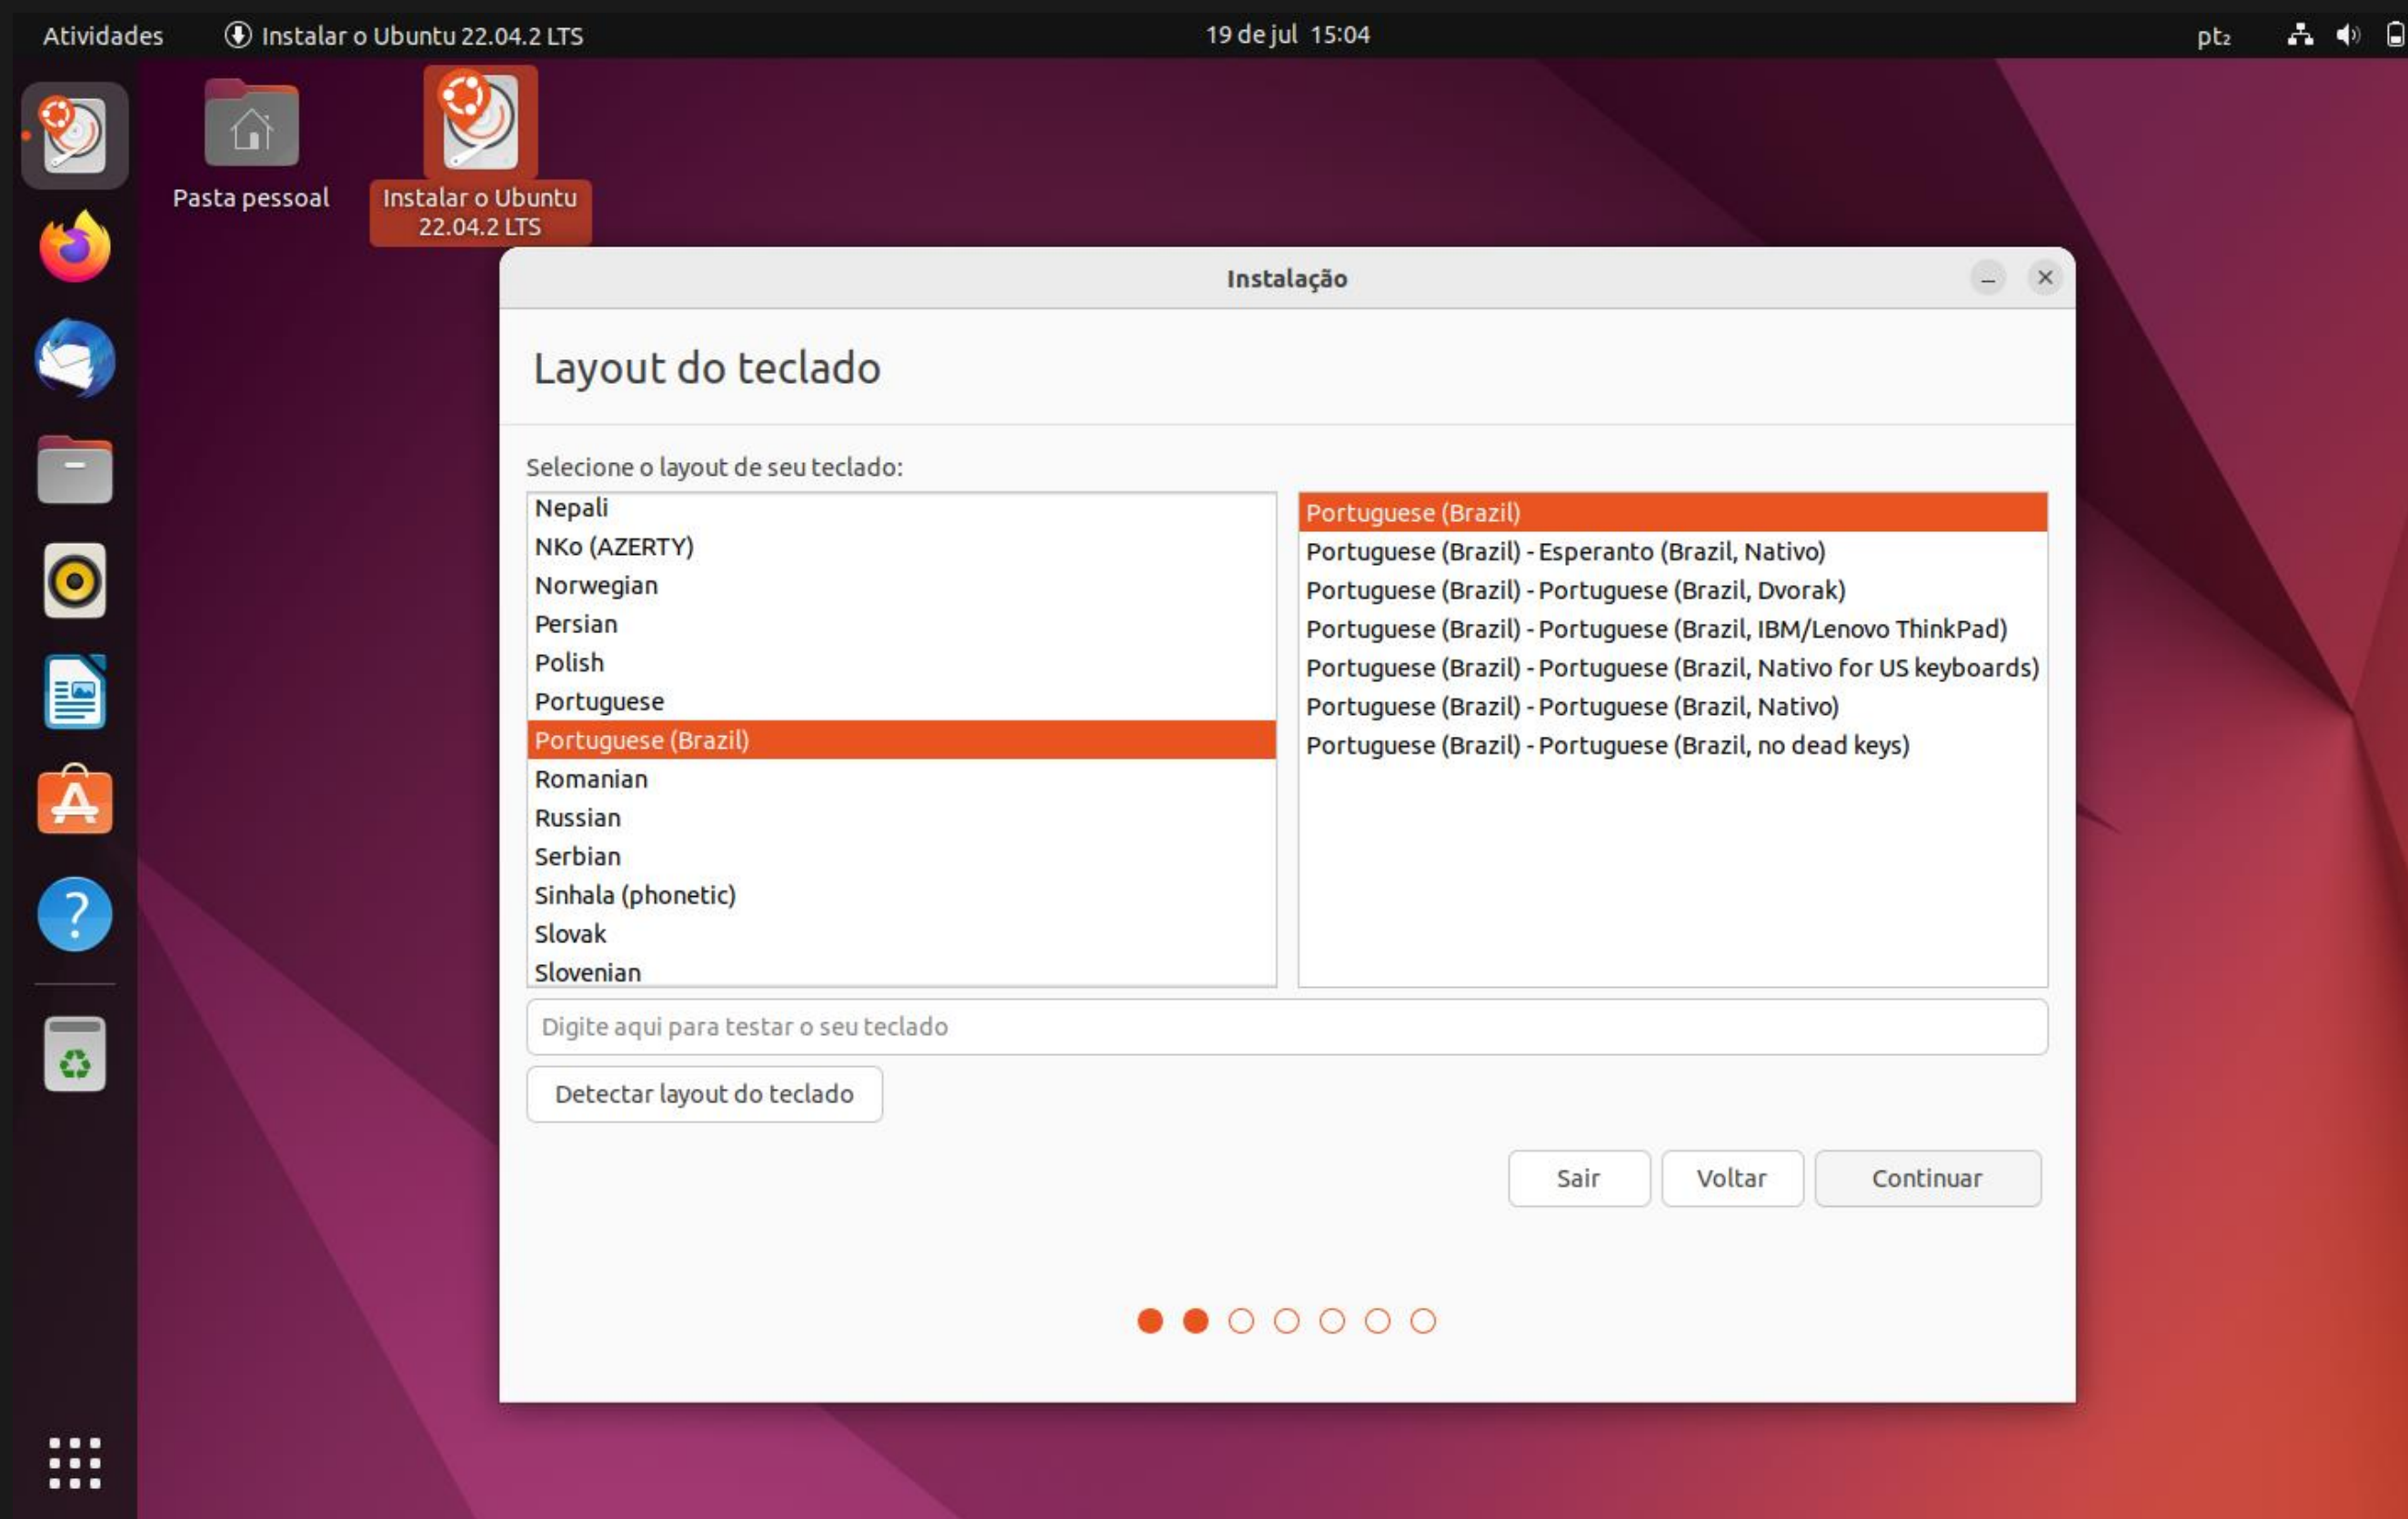 Atividades
Instalar o Ubuntu 22.04.2 LTS
19 de jul 15:04
pt₂
Pasta pessoal
Instalar o Ubuntu
22.04.2 LTS
Instalação
Layout do teclado
Selecione o layout de seu teclado:
Nepali
NKo (AZERTY)
Norwegian
Persian
Polish
Portuguese
Portuguese (Brazil)
Romanian
Russian
Serbian
Sinhala (phonetic)
Slovak
Slovenian
Portuguese (Brazil)
Portuguese (Brazil) - Esperanto (Brazil, Nativo)
Portuguese (Brazil) - Portuguese (Brazil, Dvorak)
Portuguese (Brazil) - Portuguese (Brazil, IBM/Lenovo ThinkPad)
Portuguese (Brazil) - Portuguese (Brazil, Nativo for US keyboards)
Portuguese (Brazil) - Portuguese (Brazil, Nativo)
Portuguese (Brazil) - Portuguese (Brazil, no dead keys)
Digite aqui para testar o seu teclado
Detectar layout do teclado
Sair
Voltar
Continuar